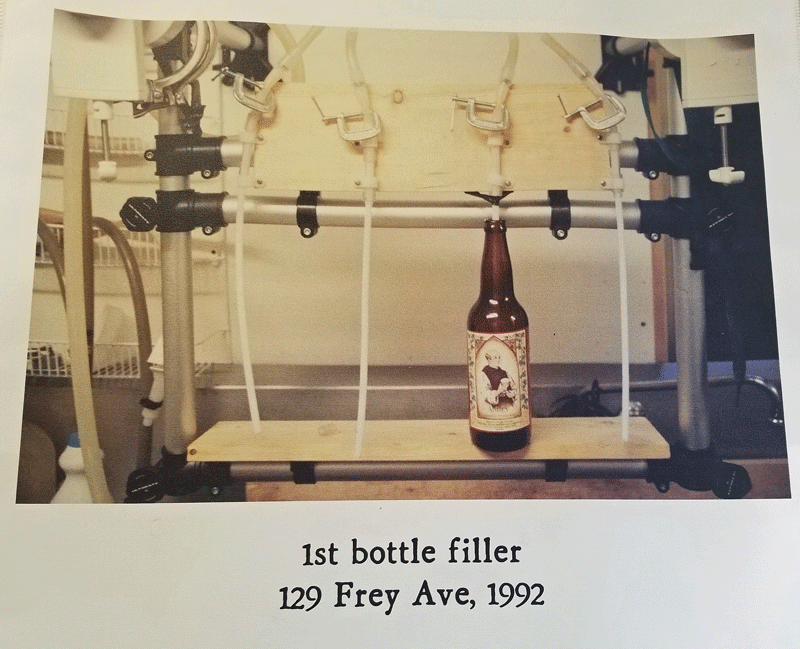 1st bottle filler
129 Frey Ave, 1992